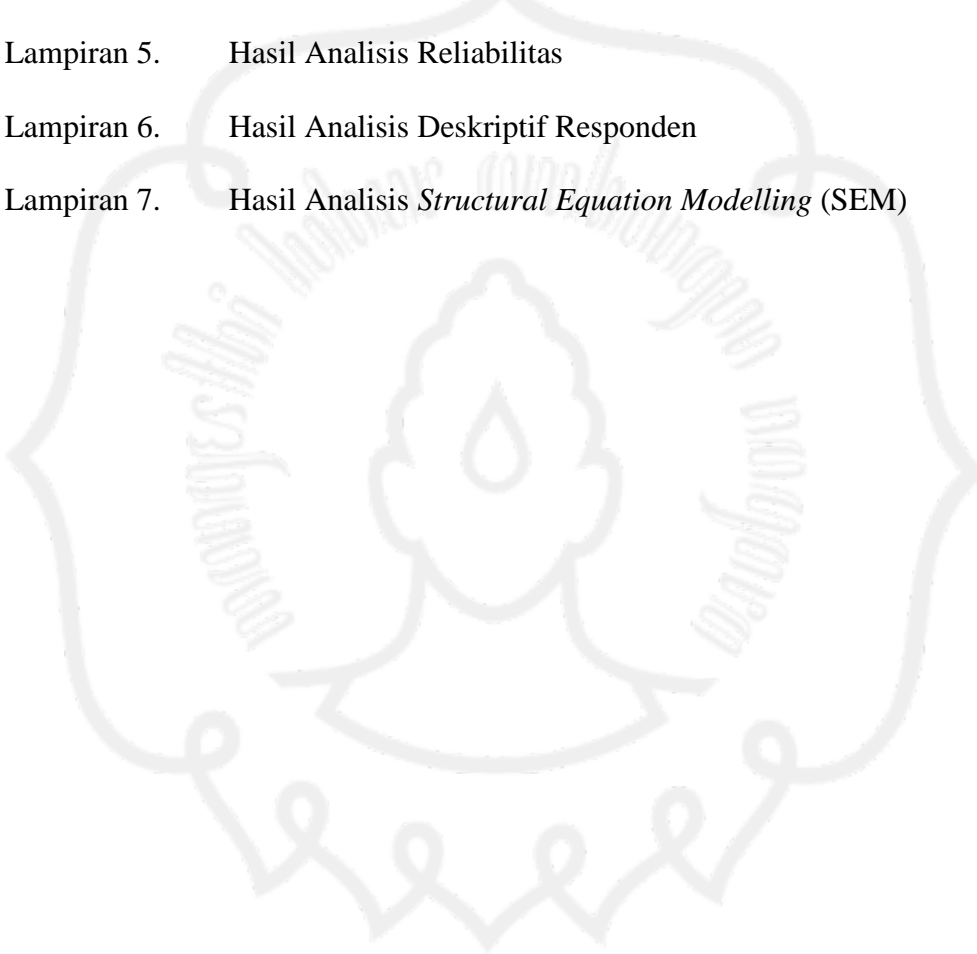 Lampiran 5. Hasil Analisis Reliabilitas
Lampiran 6. Hasil Analisis Deskriptif Responden
Lampiran 7. Hasil Analisis Structural Equation Modelling (SEM)